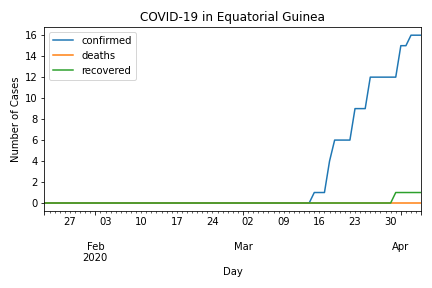 COVID-19 in Equatorial Guinea
confirmed
deaths
recovered
Number of Cases
16
14
12
10
8
6
4
2
0
27 03 10 17 24 02 09 16 23 30
Feb Mar Apr
2020
Day